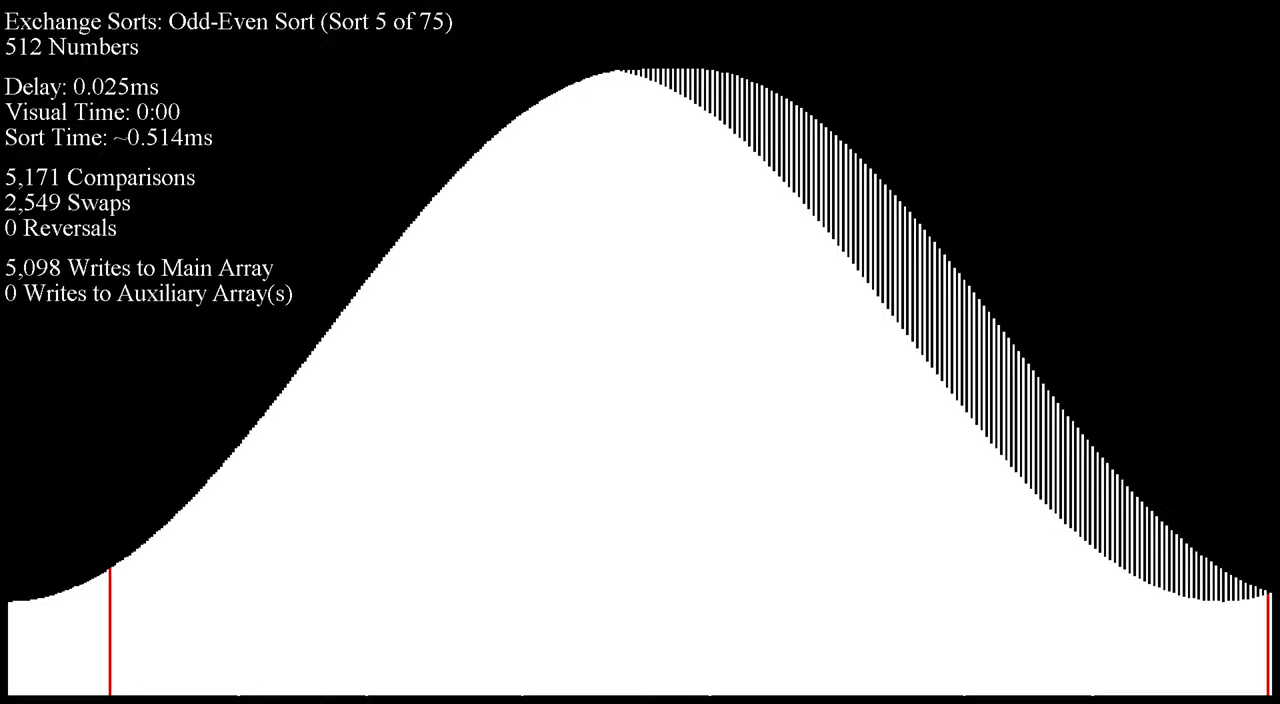 Exchange Sorts: Odd-Even Sort (Sort 5 of 75)
512 Numbers
Delay: 0.025ms
Visual Time: 0:00
Sort Time: ~0.514ms
5,171 Comparisons
2,549 Swaps
0 Reversals
5,098 Writes to Main Array
0 Writes to Auxiliary Array(s)